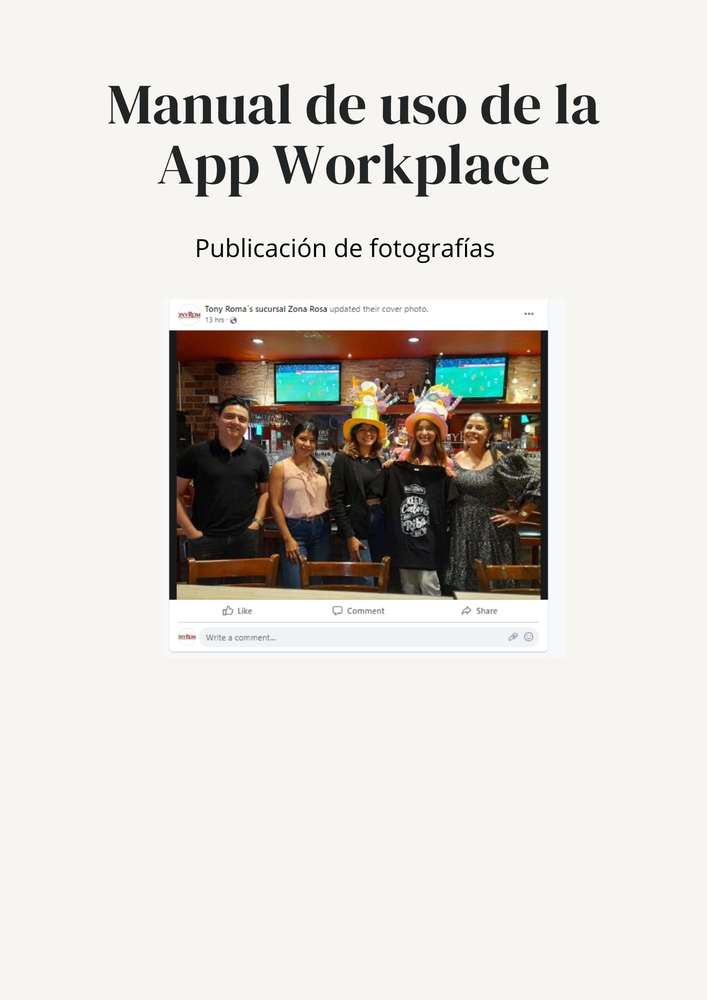 Manual de uso de la
App Workplace
Publicación de fotografías
Tony Roma´s sucursal Zona Rosa updated their cover photo.
13 hrs ·
ONYROM
KEEP
Calm
AND
Ribs
ON
Like
Comment
Share
ONYROM
Write a comment...